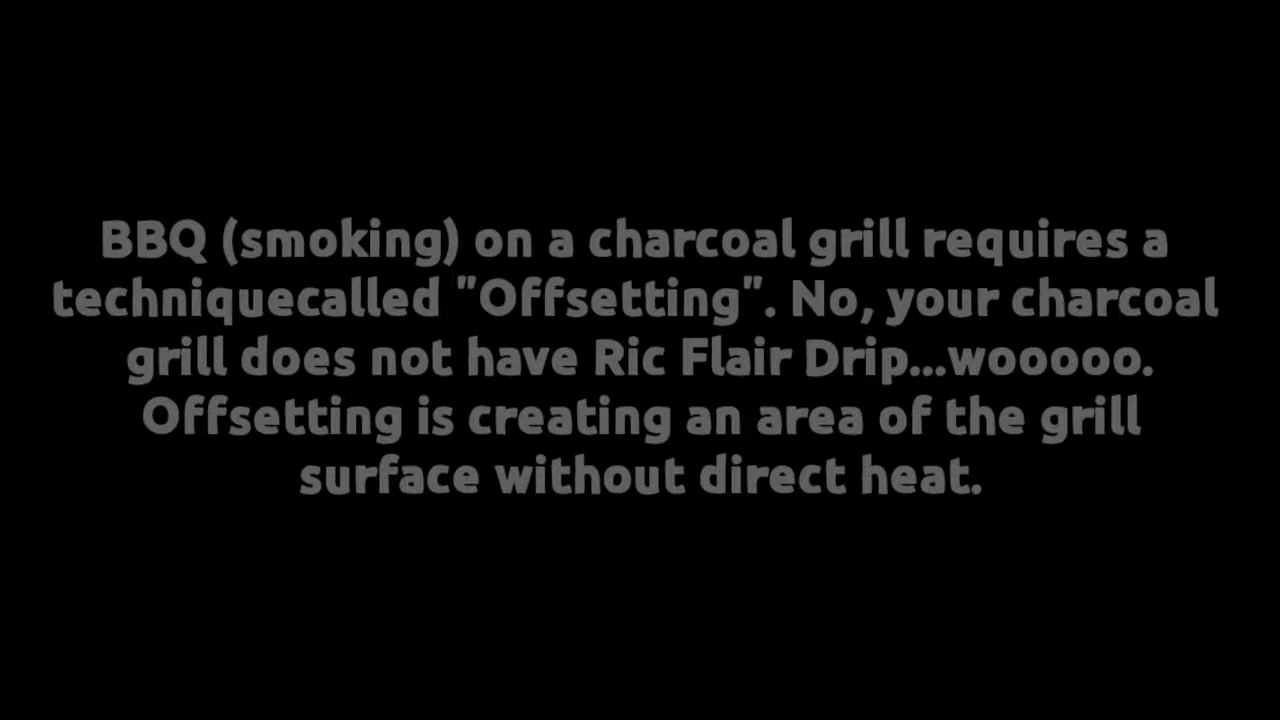 BBQ (smoking) on a charcoal grill requires a
techniquecalled "Offsetting". No, your charcoal
grill does not have Ric Flair Drip...wooooo.
Offsetting is creating an area of the grill
surface without direct heat.